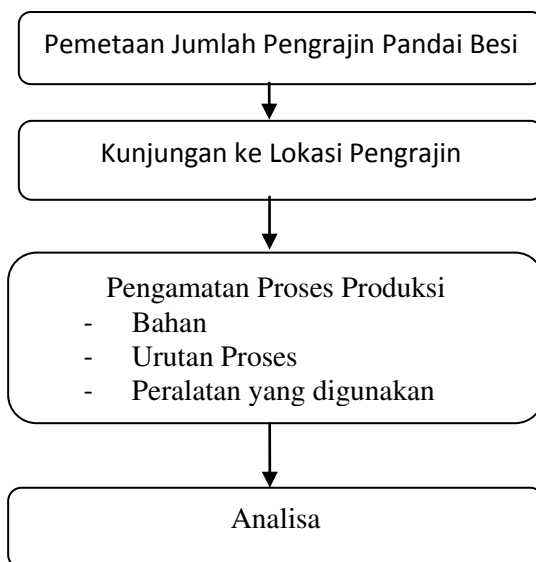 Pemetaan Jumlah Pengrajin Pandai Besi
Kunjungan ke Lokasi Pengrajin
Pengamatan Proses Produksi
- Bahan
- Urutan Proses
- Peralatan yang digunakan
Analisa